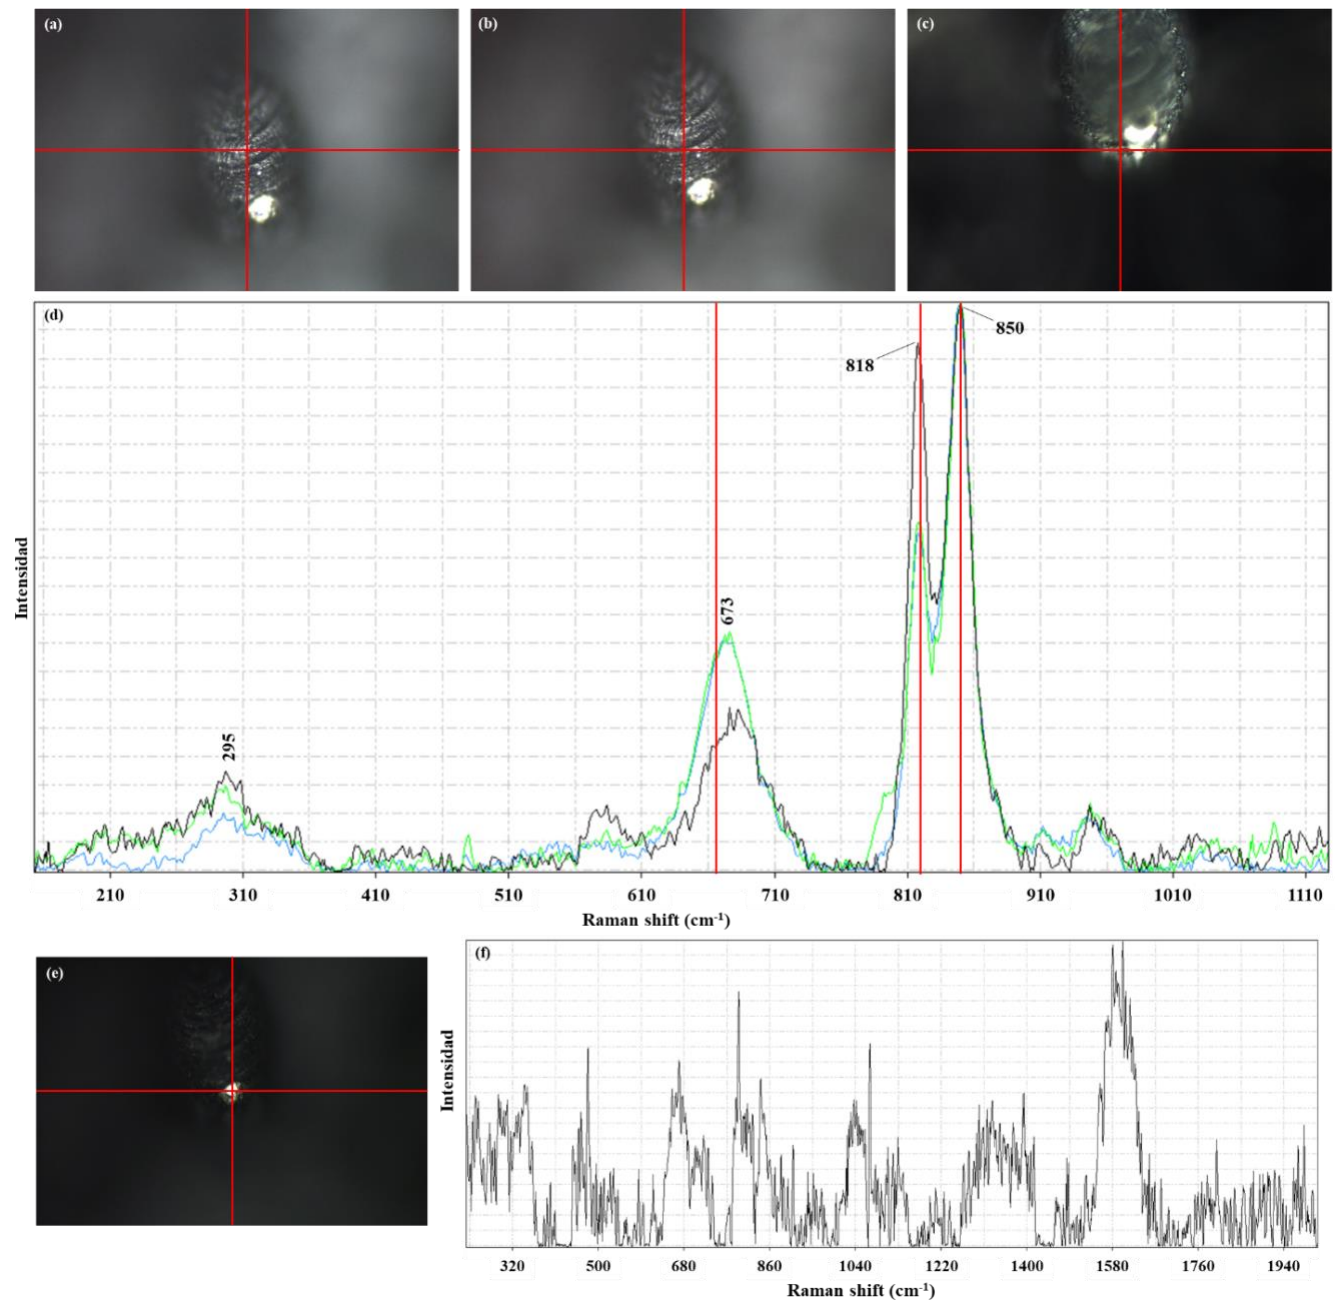 (a)
(b)
(c)
(d)
850
818
673
295
Intensidad
210 310 410 510 610 710 810 910 1010 1110
Raman shift (cm⁻¹)
(e)
(f)
Intensidad
320 500 680 860 1040 1220 1400 1580 1760 1940
Raman shift (cm⁻¹)